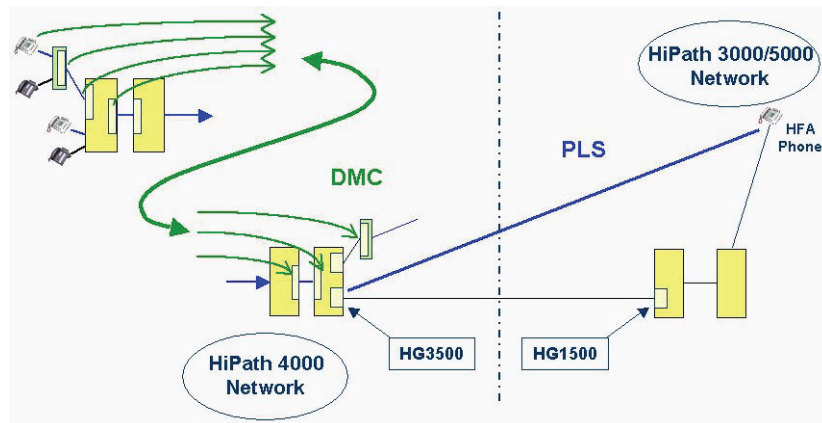 HiPath 3000/5000
Network
HFA
Phone
PLS
DMC
HG3500
HG1500
HiPath 4000
Network